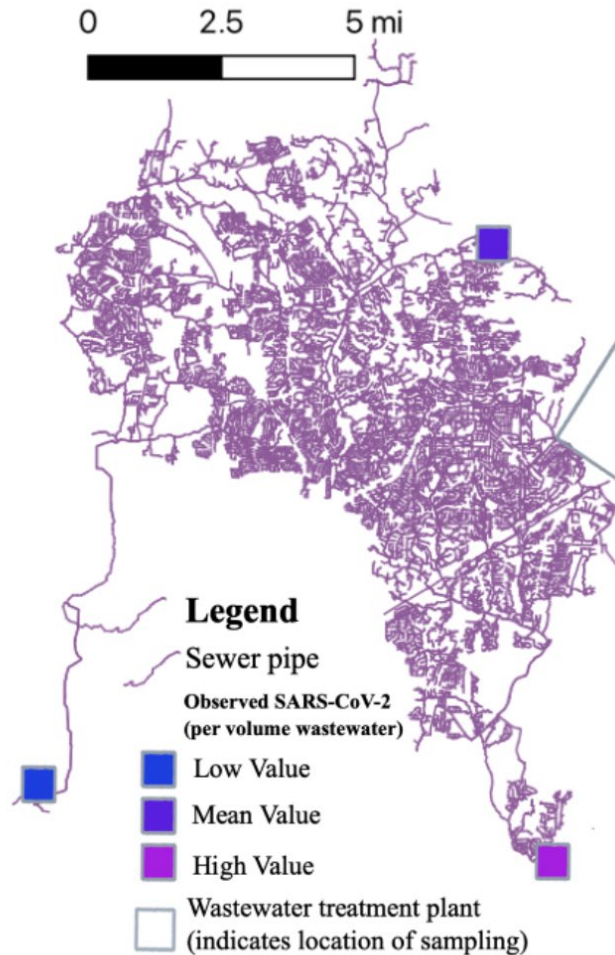 0 2.5 5 mi
Legend
Sewer pipe
Observed SARS-CoV-2
(per volume wastewater)
Low Value
Mean Value
High Value
Wastewater treatment plant
(indicates location of sampling)